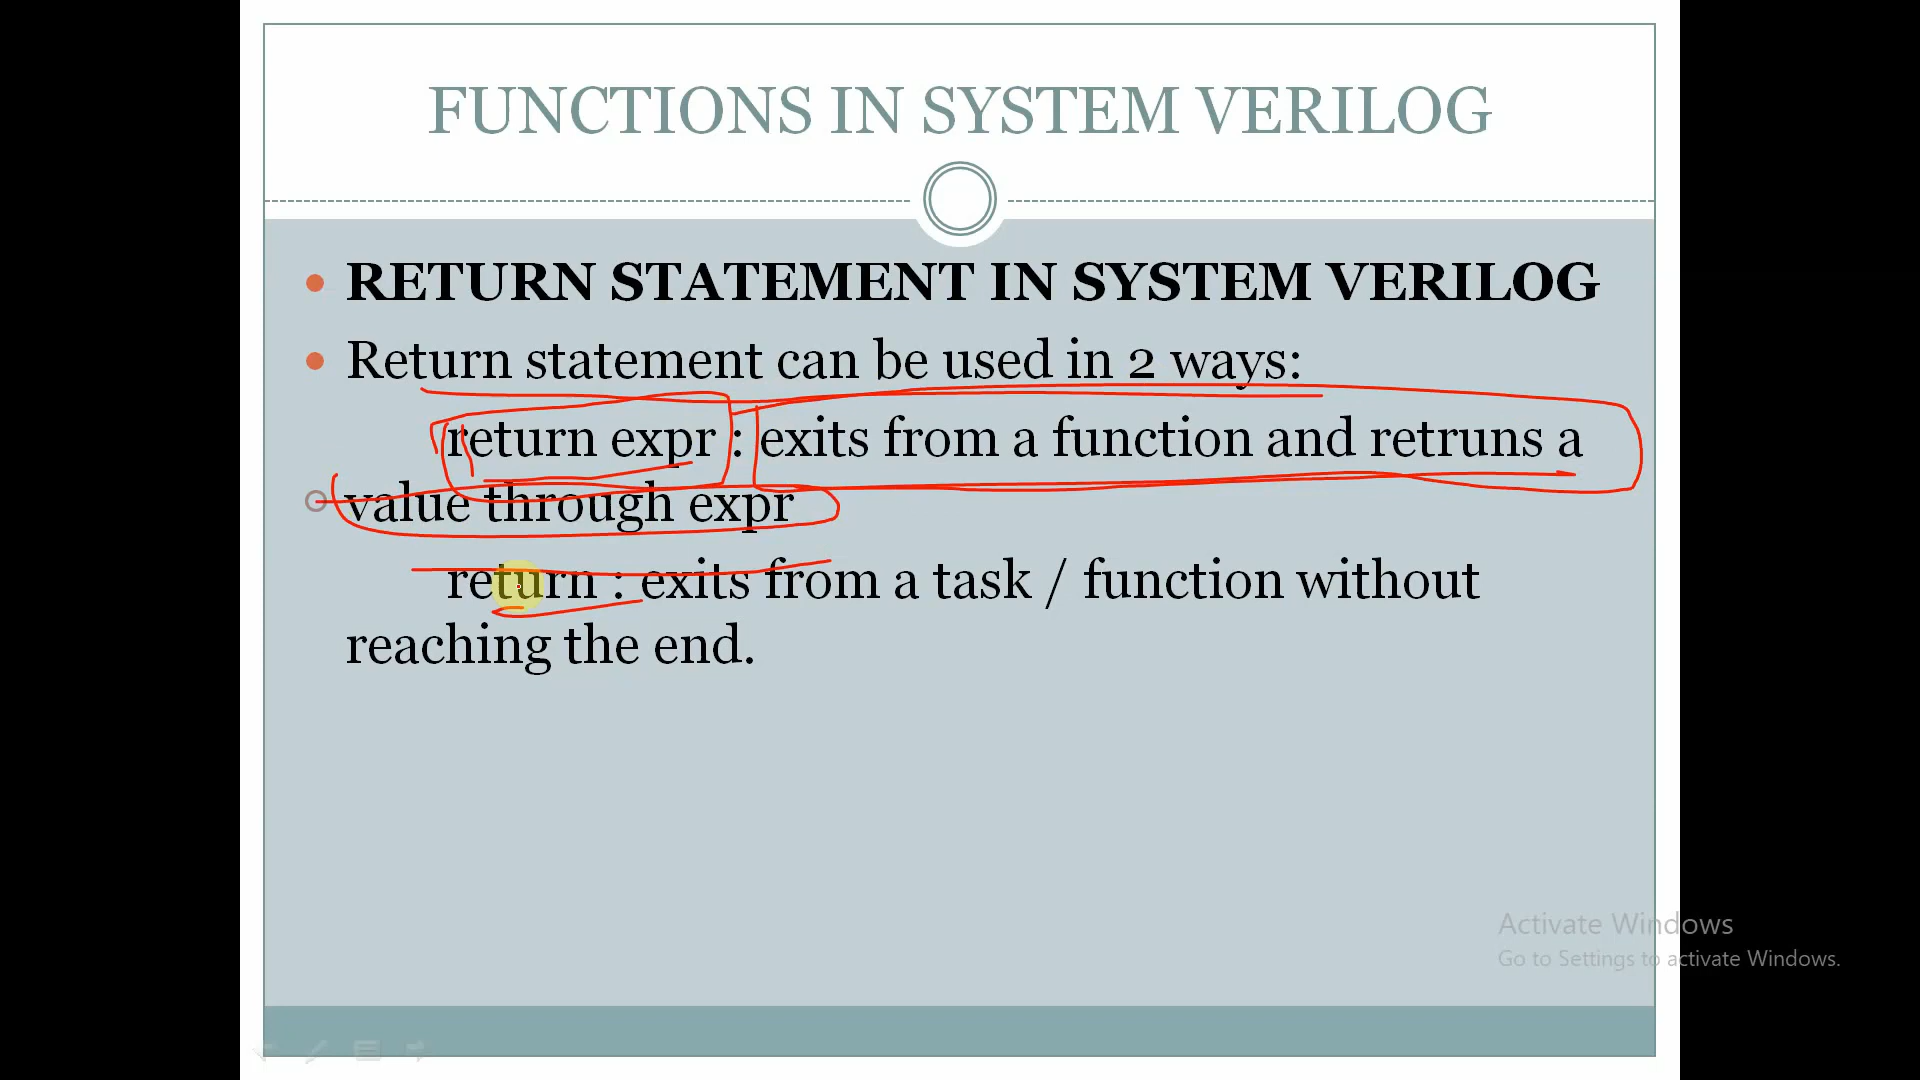 FUNCTIONS IN SYSTEM VERILOG
RETURN STATEMENT IN SYSTEM VERILOG
Return statement can be used in 2 ways:
return expr : exits from a function and retruns a
value through expr
return : exits from a task / function without
reaching the end.
Activate Windows
Go to Settings to activate Windows.